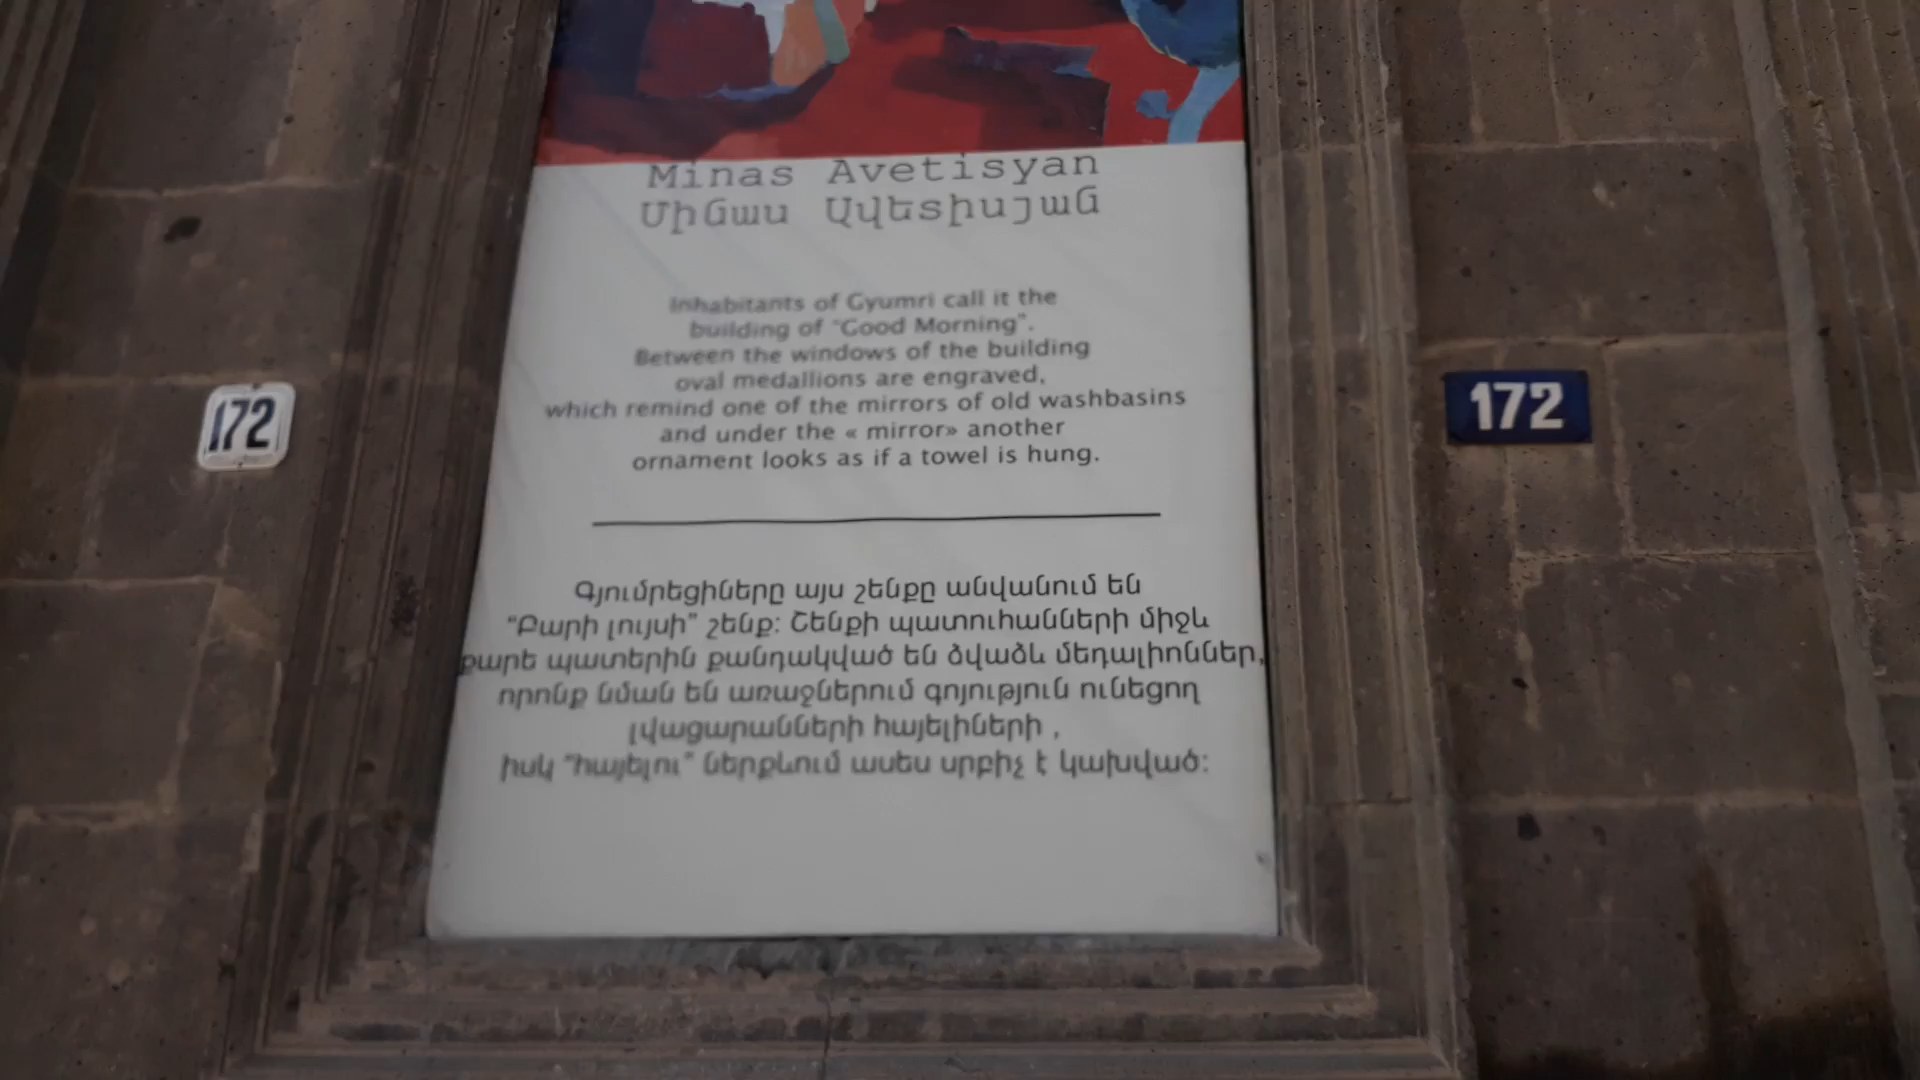 Minas Avetisyan
Մինաս Ավետիսյան
Inhabitants of Gyumri call it the
building of "Good Morning".
Between the windows of the building
oval medallions are engraved,
which remind one of the mirrors of old washbasins
and under the « mirror» another
ornament looks as if a towel is hung.
172
172
Գյումրեցիները այս շենքը անվանում են
“Բարի լույսի” շենք: Շենքի պատուհանների միջև
քարե պատերին քանդակված են ձվաձև մեդալիոններ,
որոնք նման են առաջներում գոյություն ունեցող
լվացարանների հայելիների ,
իսկ “հայելու” ներքևում ասես սրբիչ է կախված: